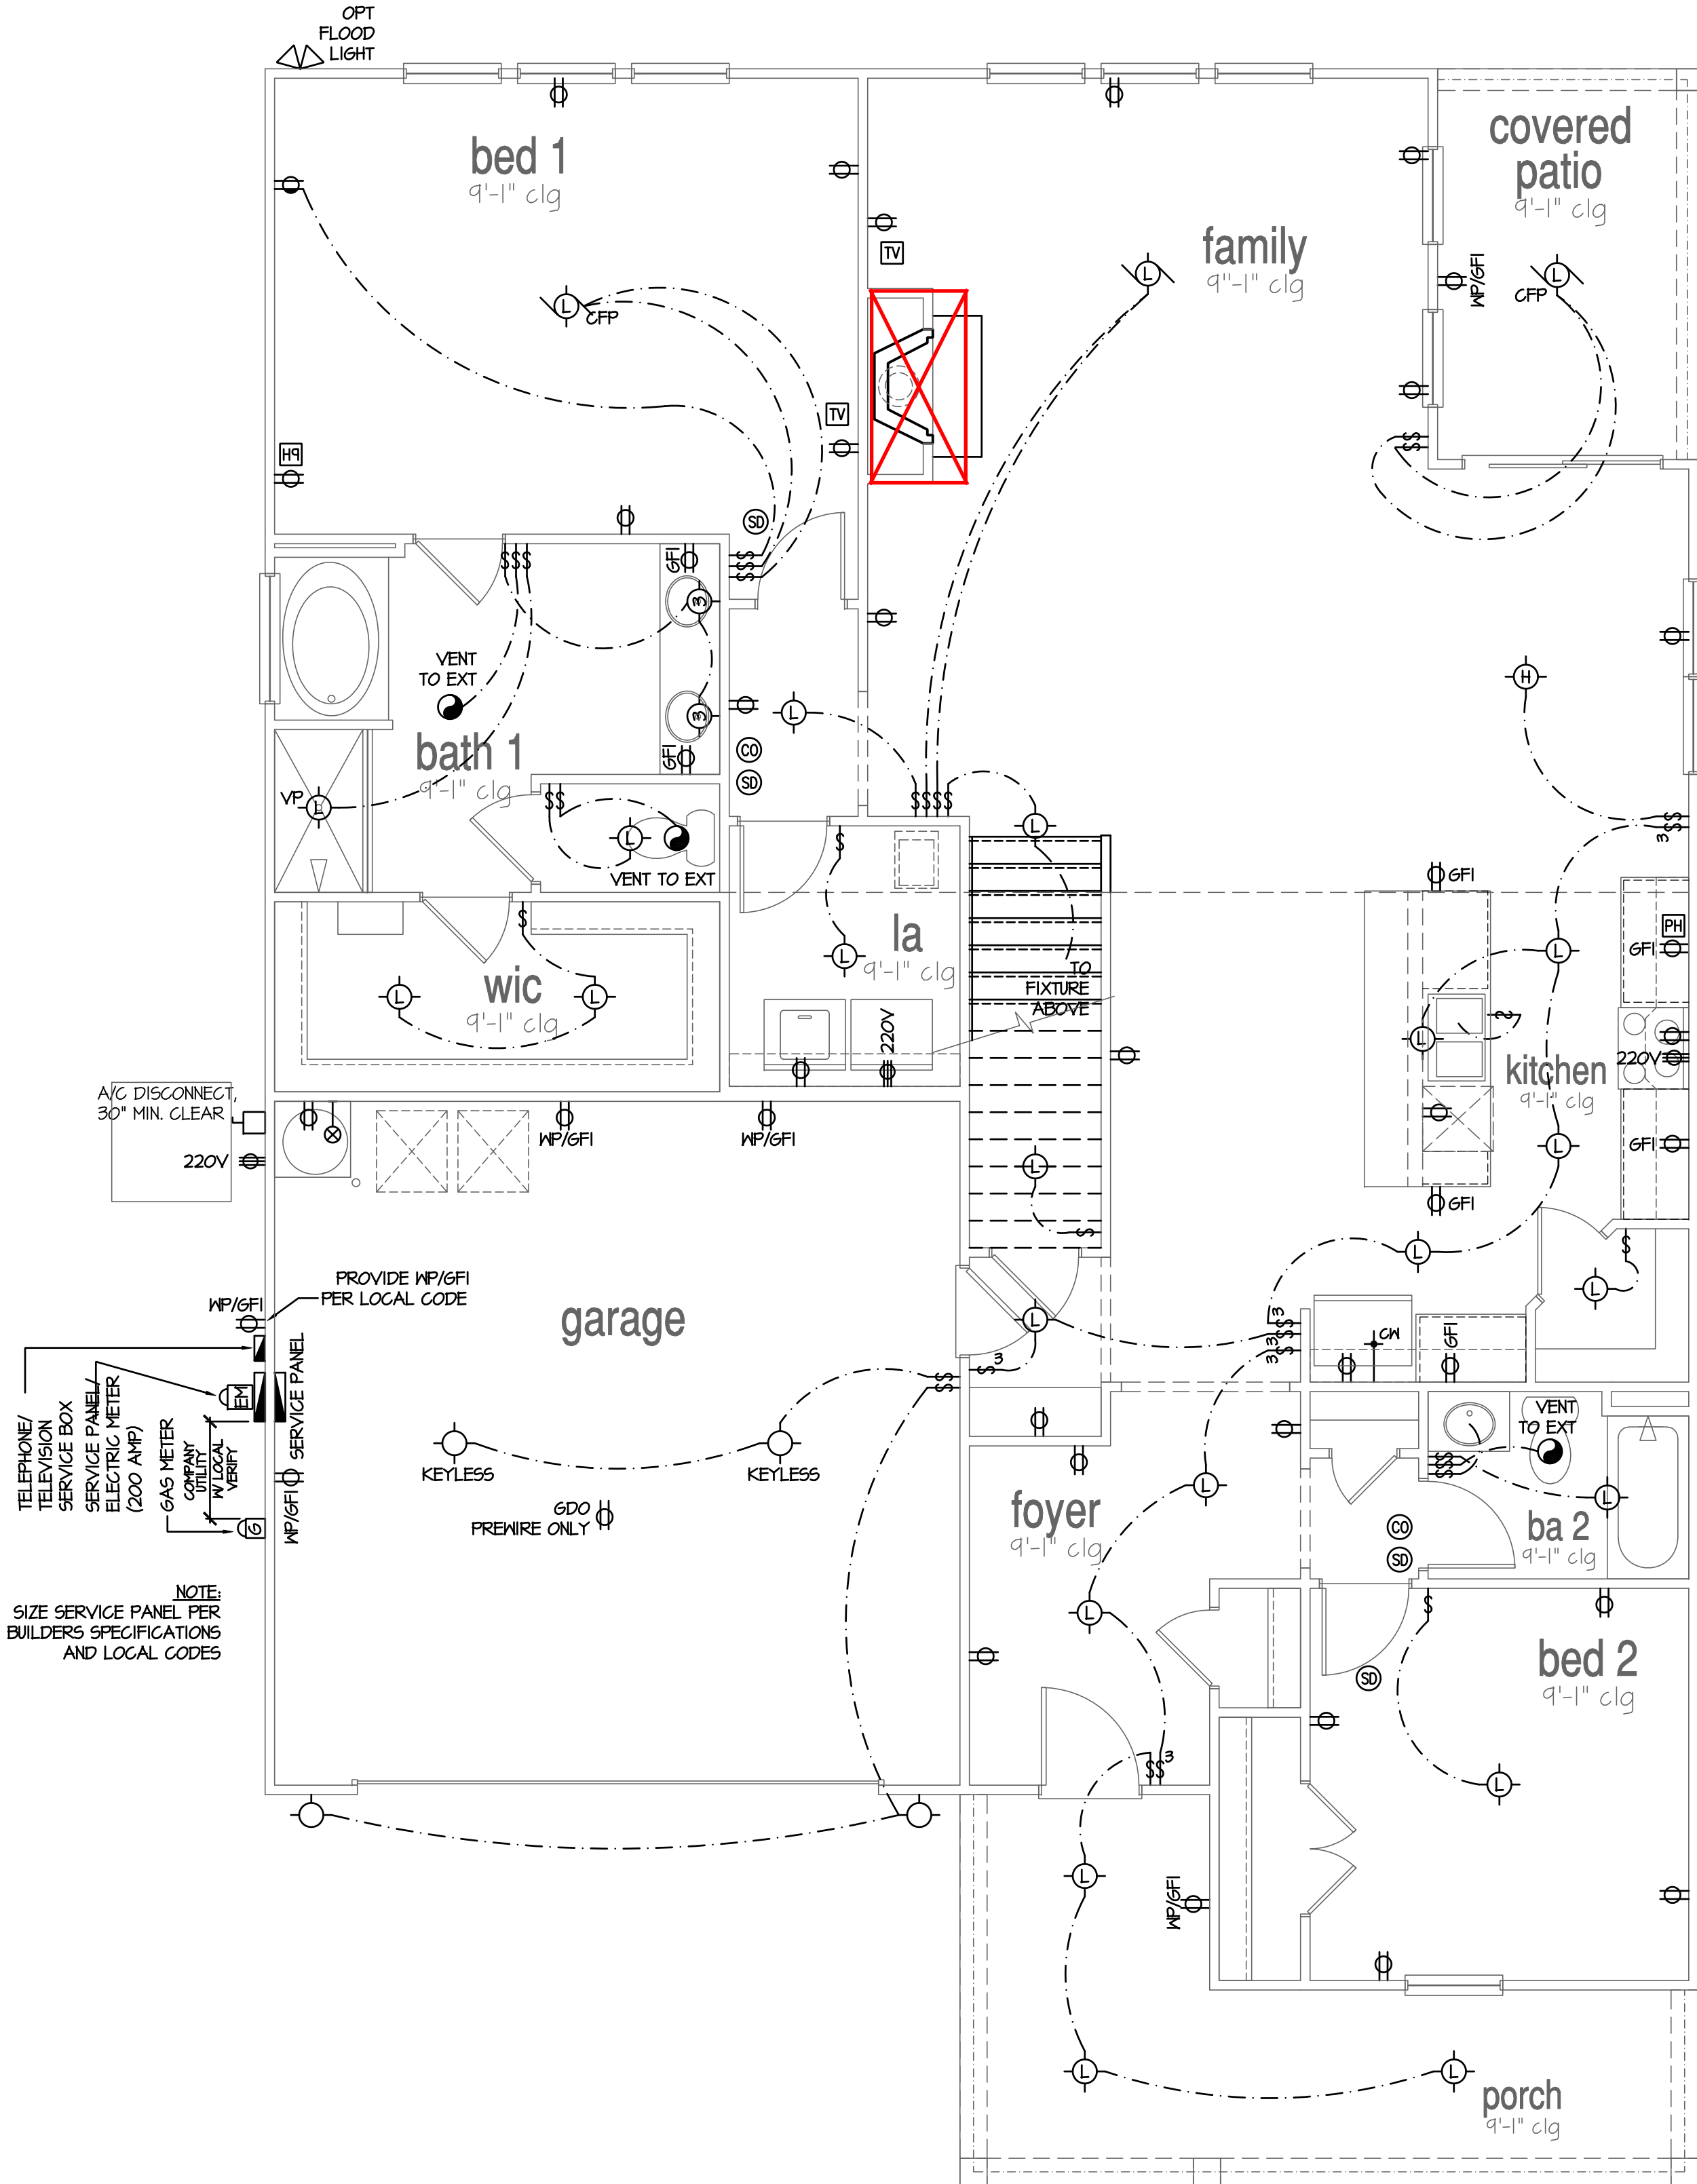 OPT
FLOOD
LIGHT
bed 1
9'-1" clg
covered
patio
9'-1" clg
family
9"-1" clg
TV
WP/GFI
L
CFP
L
CFP
L
TV
H9
SD
S S S
S S S
S S
GFI
3
3
GFI
VENT
TO EXT
bath 1
9'-1" clg
VP
L
L
CO
SD
H
S S S S
3 S S
S S
L
VENT TO EXT
L
S
S
GFI
PH
GFI
L
la
9'-1" clg
L
TO
FIXTURE
ABOVE
wic
9'-1" clg
L
L
220V
L
S
kitchen
9'-1" clg
220V
A/C DISCONNECT,
30" MIN. CLEAR
220V
WP/GFI
WP/GFI
L
GFI
L
GFI
S
L
S
L
PROVIDE WP/GFI
PER LOCAL CODE
WP/GFI
garage
L
3
3
3
S S S
CW
GFI
S 3
S S
TELEPHONE/
TELEVISION
SERVICE BOX
SERVICE PANEL/
ELECTRIC METER
(200 AMP)
GAS METER
COMPANY
UTILITY
W/ LOCAL
VERIFY
EM
SERVICE PANEL
WP/GFI
G
KEYLESS
KEYLESS
GDO
PREWIRE ONLY
VENT
TO EXT
S S S
L
L
foyer
9'-1" clg
CO
SD
ba 2
9'-1" clg
NOTE:
SIZE SERVICE PANEL PER
BUILDERS SPECIFICATIONS
AND LOCAL CODES
L
S
SD
bed 2
9'-1" clg
S S 3
L
L
WP/GFI
L
L
porch
9'-1" clg